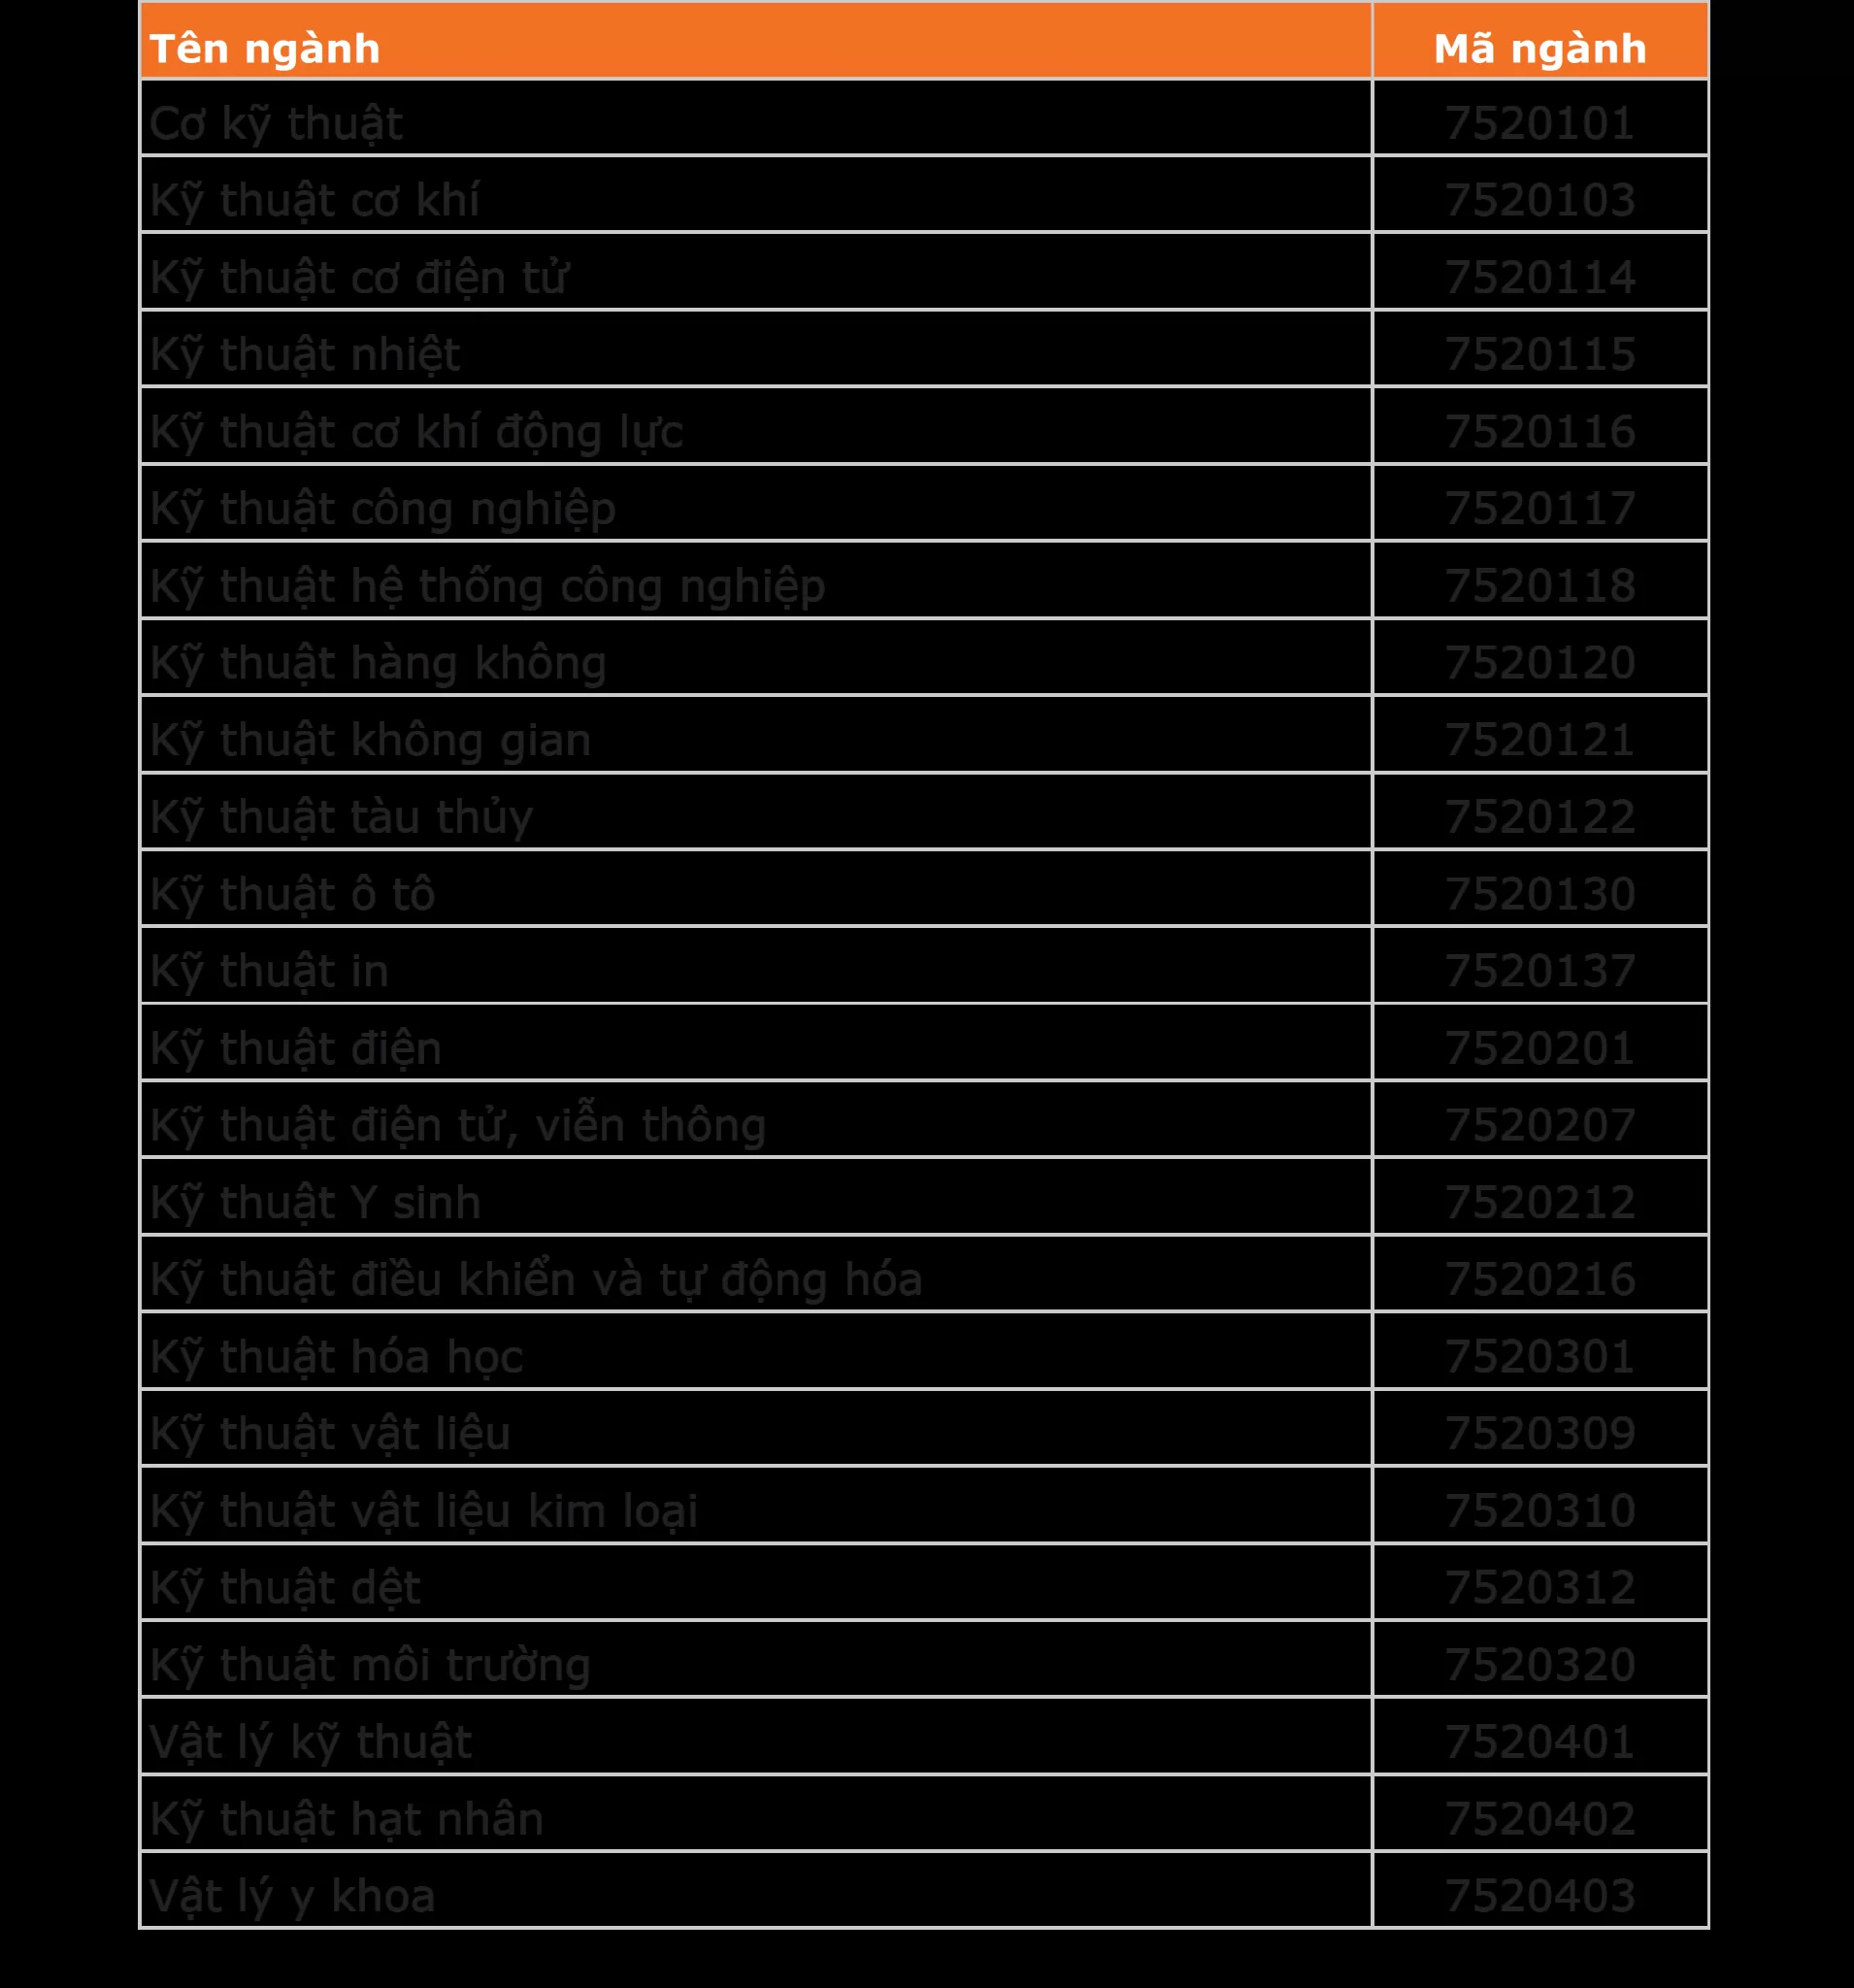 Tên ngành Mã ngành
Cơ kỹ thuật 7520101
Kỹ thuật cơ khí 7520103
Kỹ thuật cơ điện tử 7520114
Kỹ thuật nhiệt 7520115
Kỹ thuật cơ khí động lực 7520116
Kỹ thuật công nghiệp 7520117
Kỹ thuật hệ thống công nghiệp 7520118
Kỹ thuật hàng không 7520120
Kỹ thuật không gian 7520121
Kỹ thuật tàu thủy 7520122
Kỹ thuật ô tô 7520130
Kỹ thuật in 7520137
Kỹ thuật điện 7520201
Kỹ thuật điện tử, viễn thông 7520207
Kỹ thuật Y sinh 7520212
Kỹ thuật điều khiển và tự động hóa 7520216
Kỹ thuật hóa học 7520301
Kỹ thuật vật liệu 7520309
Kỹ thuật vật liệu kim loại 7520310
Kỹ thuật dệt 7520312
Kỹ thuật môi trường 7520320
Vật lý kỹ thuật 7520401
Kỹ thuật hạt nhân 7520402
Vật lý y khoa 7520403